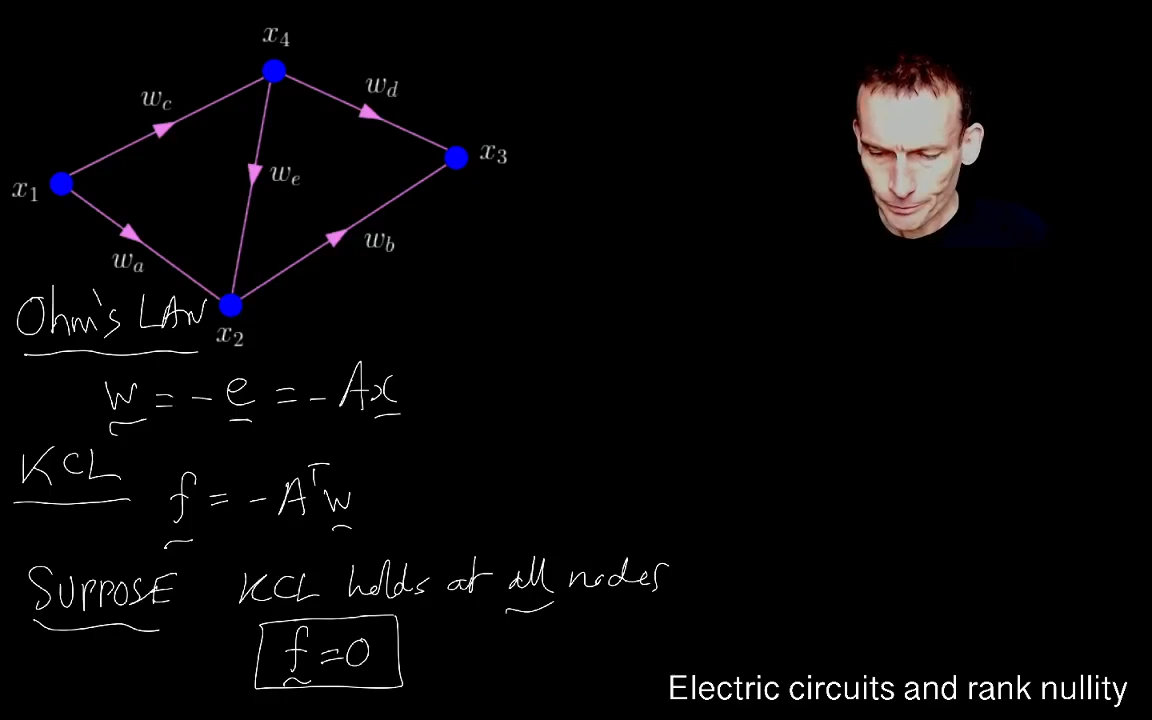 x4
wc
wd
x1
we
x3
wa
wb
x2
Ohm's LAW
w = - e = - Ax
KCL
f = - Aᵀw
SUPPOSE KCL holds at all nodes
f = 0
Electric circuits and rank nullity